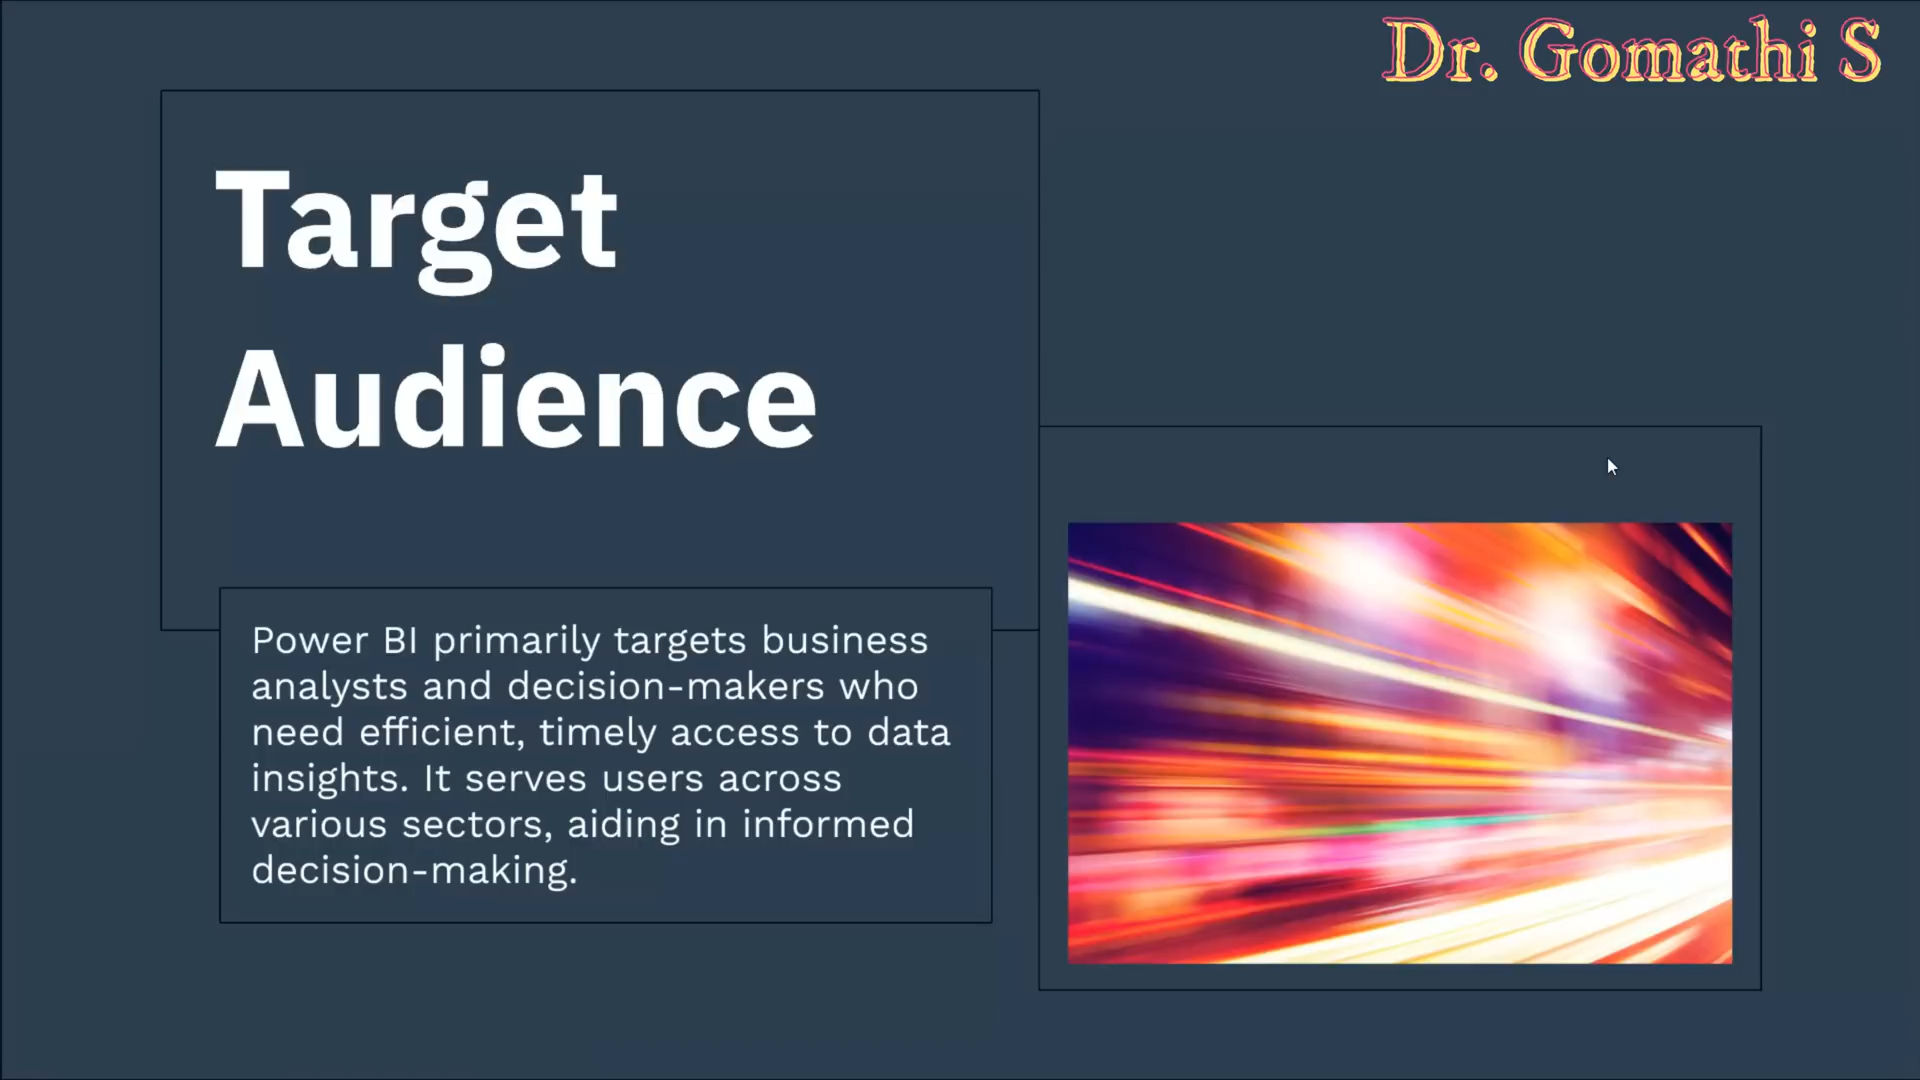 Dr. Gomathi S
Target
Audience
Power BI primarily targets business
analysts and decision-makers who
need efficient, timely access to data
insights. It serves users across
various sectors, aiding in informed
decision-making.